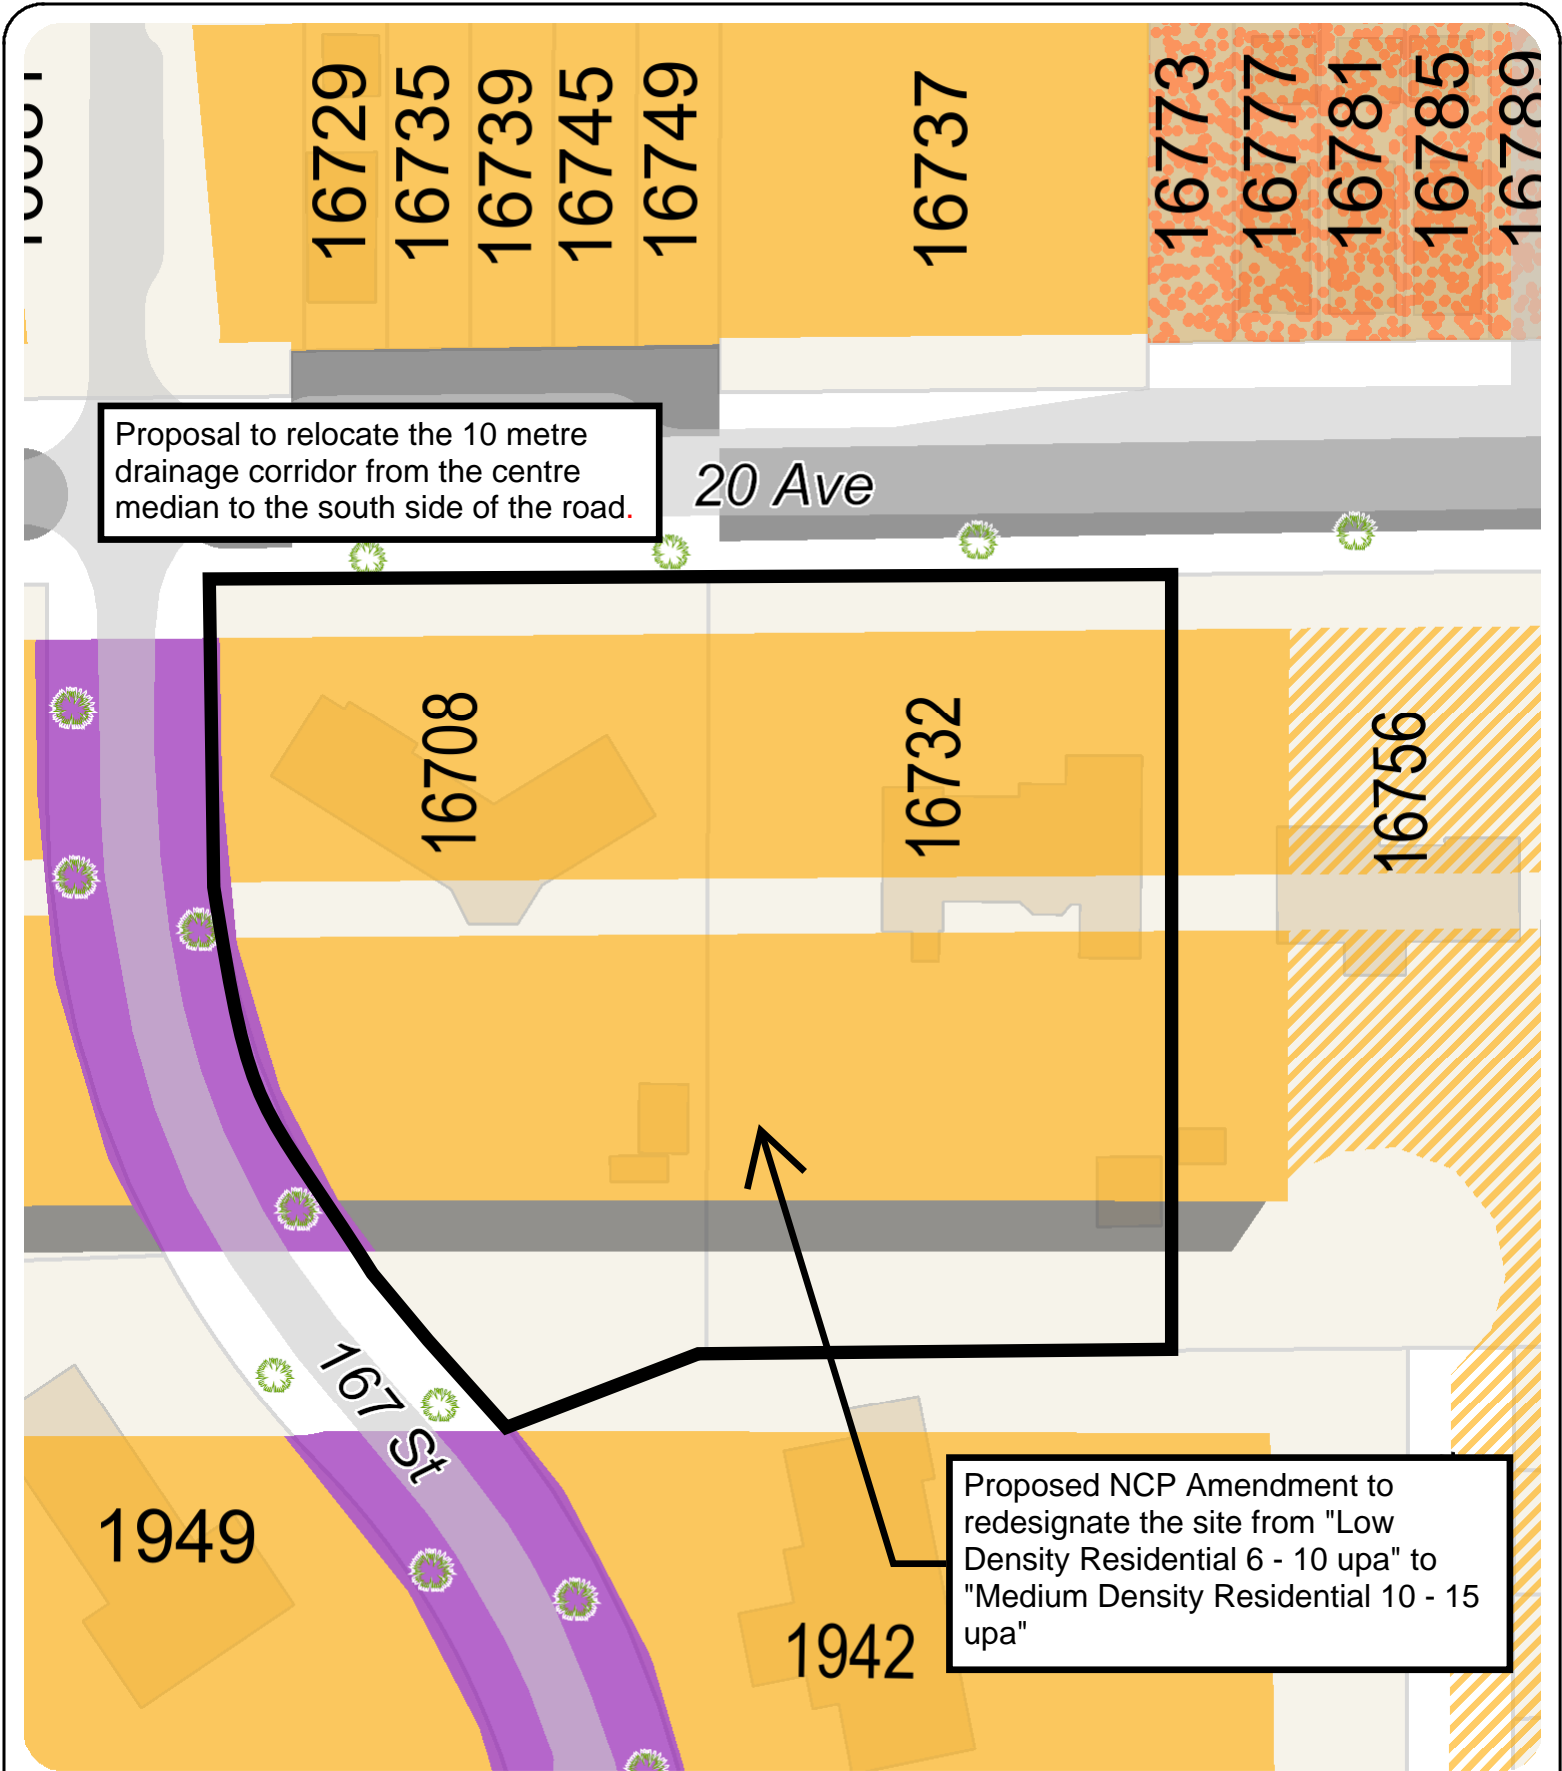 16729
16735
16739
16745
16749
16737
16773
16777
16781
16785
16789
Proposal to relocate the 10 metre
drainage corridor from the centre
median to the south side of the road.
20 Ave
16708
16732
16756
167 St
1949
1942
Proposed NCP Amendment to
redesignate the site from "Low
Density Residential 6 - 10 upa" to
"Medium Density Residential 10 - 15
upa"